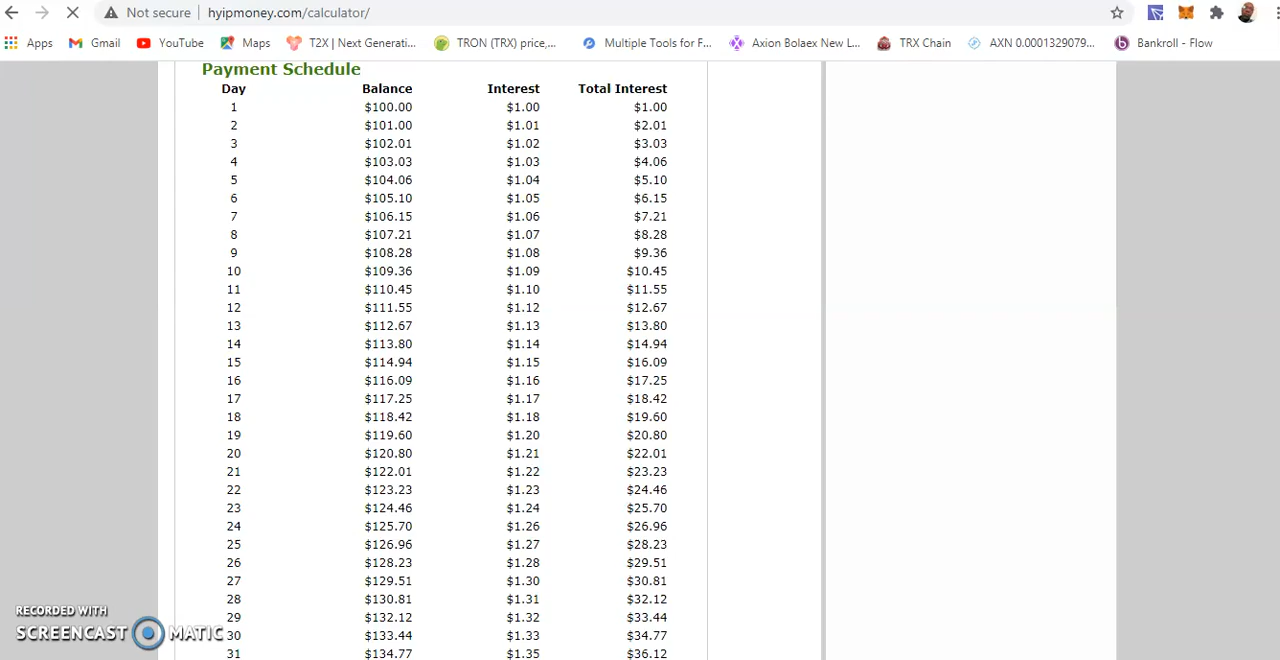 Not secure hyipmoney.com/calculator/
Apps Gmail YouTube Maps T2X | Next Generati... TRON (TRX) price,... Multiple Tools for F... Axion Bolaex New L... TRX Chain AXN 0.0001329079... Bankroll - Flow
Payment Schedule
Day Balance Interest Total Interest
1 $100.00 $1.00 $1.00
2 $101.00 $1.01 $2.01
3 $102.01 $1.02 $3.03
4 $103.03 $1.03 $4.06
5 $104.06 $1.04 $5.10
6 $105.10 $1.05 $6.15
7 $106.15 $1.06 $7.21
8 $107.21 $1.07 $8.28
9 $108.28 $1.08 $9.36
10 $109.36 $1.09 $10.45
11 $110.45 $1.10 $11.55
12 $111.55 $1.12 $12.67
13 $112.67 $1.13 $13.80
14 $113.80 $1.14 $14.94
15 $114.94 $1.15 $16.09
16 $116.09 $1.16 $17.25
17 $117.25 $1.17 $18.42
18 $118.42 $1.18 $19.60
19 $119.60 $1.20 $20.80
20 $120.80 $1.21 $22.01
21 $122.01 $1.22 $23.23
22 $123.23 $1.23 $24.46
23 $124.46 $1.24 $25.70
24 $125.70 $1.26 $26.96
25 $126.96 $1.27 $28.23
26 $128.23 $1.28 $29.51
27 $129.51 $1.30 $30.81
28 $130.81 $1.31 $32.12
29 $132.12 $1.32 $33.44
30 $133.44 $1.33 $34.77
31 $134.77 $1.35 $36.12
RECORDED WITH
SCREENCAST MATIC